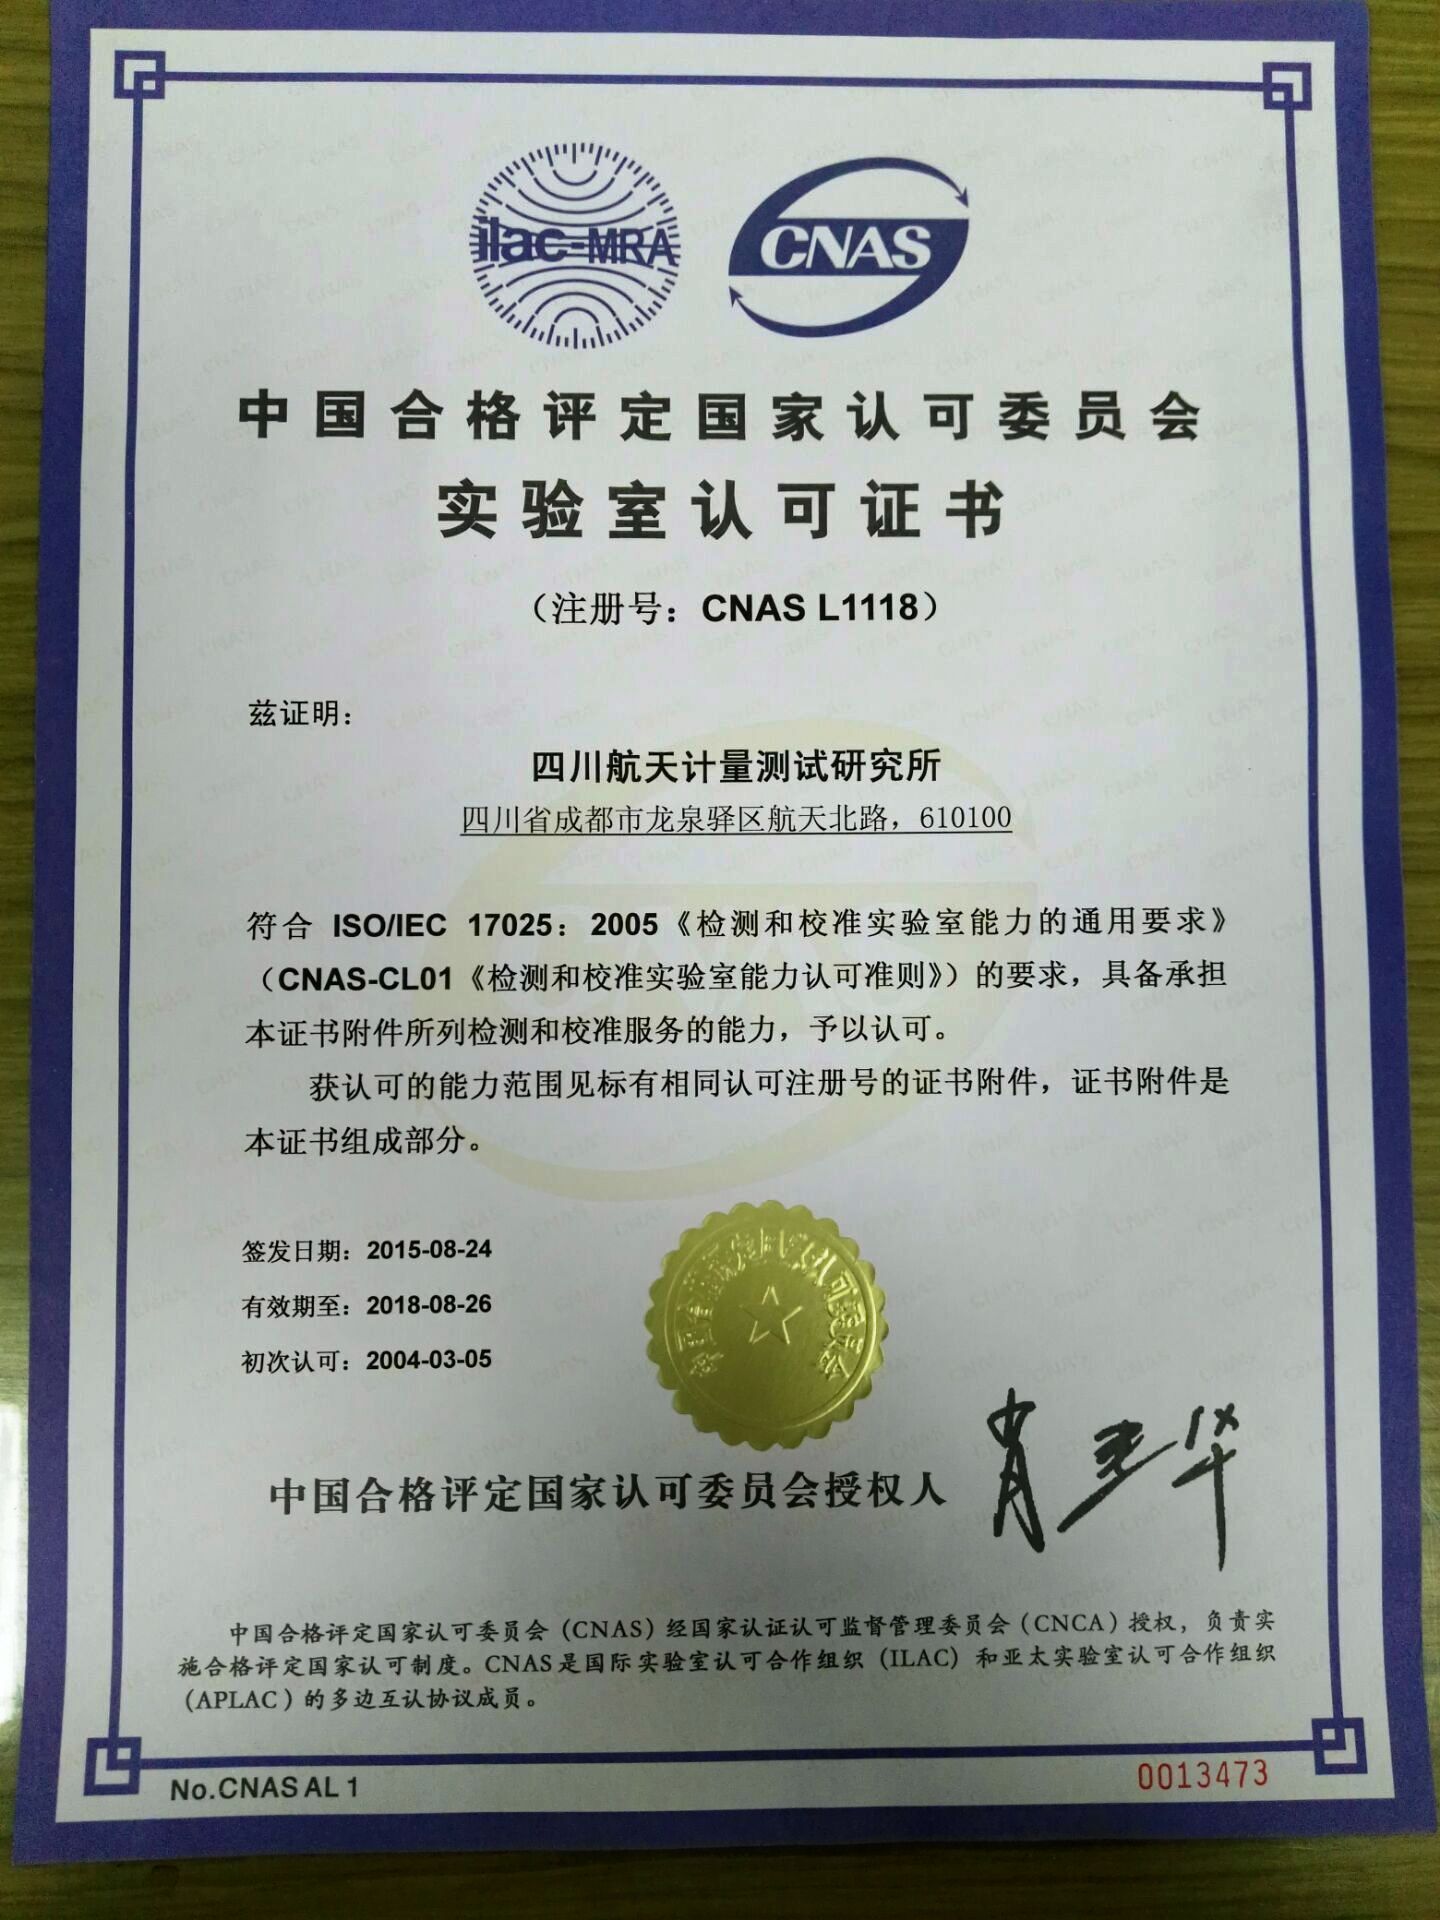 ilac-MRA
CNAS
中国合格评定国家认可委员会
实验室认可证书
（注册号：CNAS L1118）
兹证明：
四川航天计量测试研究所
四川省成都市龙泉驿区航天北路，610100
符合 ISO/IEC 17025：2005《检测和校准实验室能力的通用要求》
（CNAS-CL01《检测和校准实验室能力认可准则》）的要求，具备承担
本证书附件所列检测和校准服务的能力，予以认可。
获认可的能力范围见标有相同认可注册号的证书附件，证书附件是
本证书组成部分。
签发日期：2015-08-24
有效期至：2018-08-26
初次认可：2004-03-05
中国合格评定国家认可委员会
中国合格评定国家认可委员会授权人
中国合格评定国家认可委员会（CNAS）经国家认证认可监督管理委员会（CNCA）授权，负责实
施合格评定国家认可制度。CNAS是国际实验室认可合作组织（ILAC）和亚太实验室认可合作组织
（APLAC）的多边互认协议成员。
No.CNAS AL 1
0013473